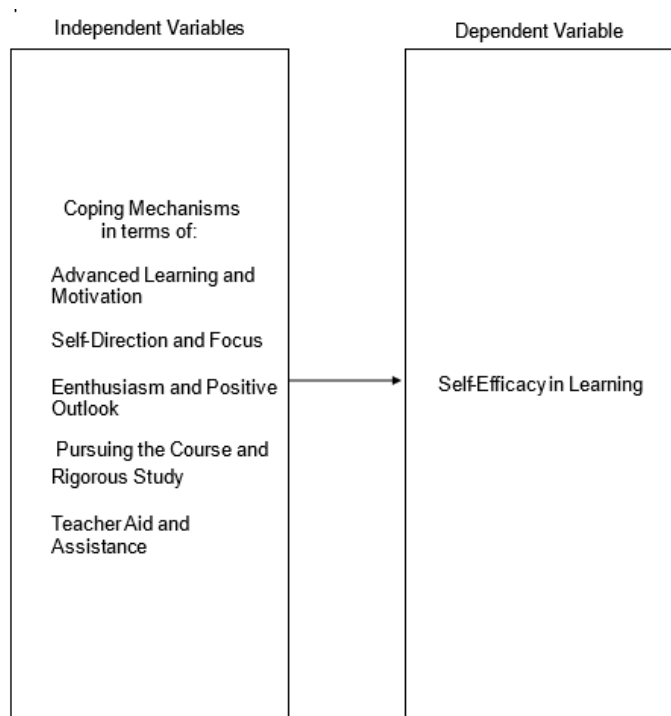 Independent Variables
Dependent Variable
Coping Mechanisms
in terms of:
Advanced Learning and
Motivation
Self-Direction and Focus
Eenthusiasm and Positive
Outlook
Pursuing the Course and
Rigorous Study
Teacher Aid and
Assistance
Self-Efficacy in Learning